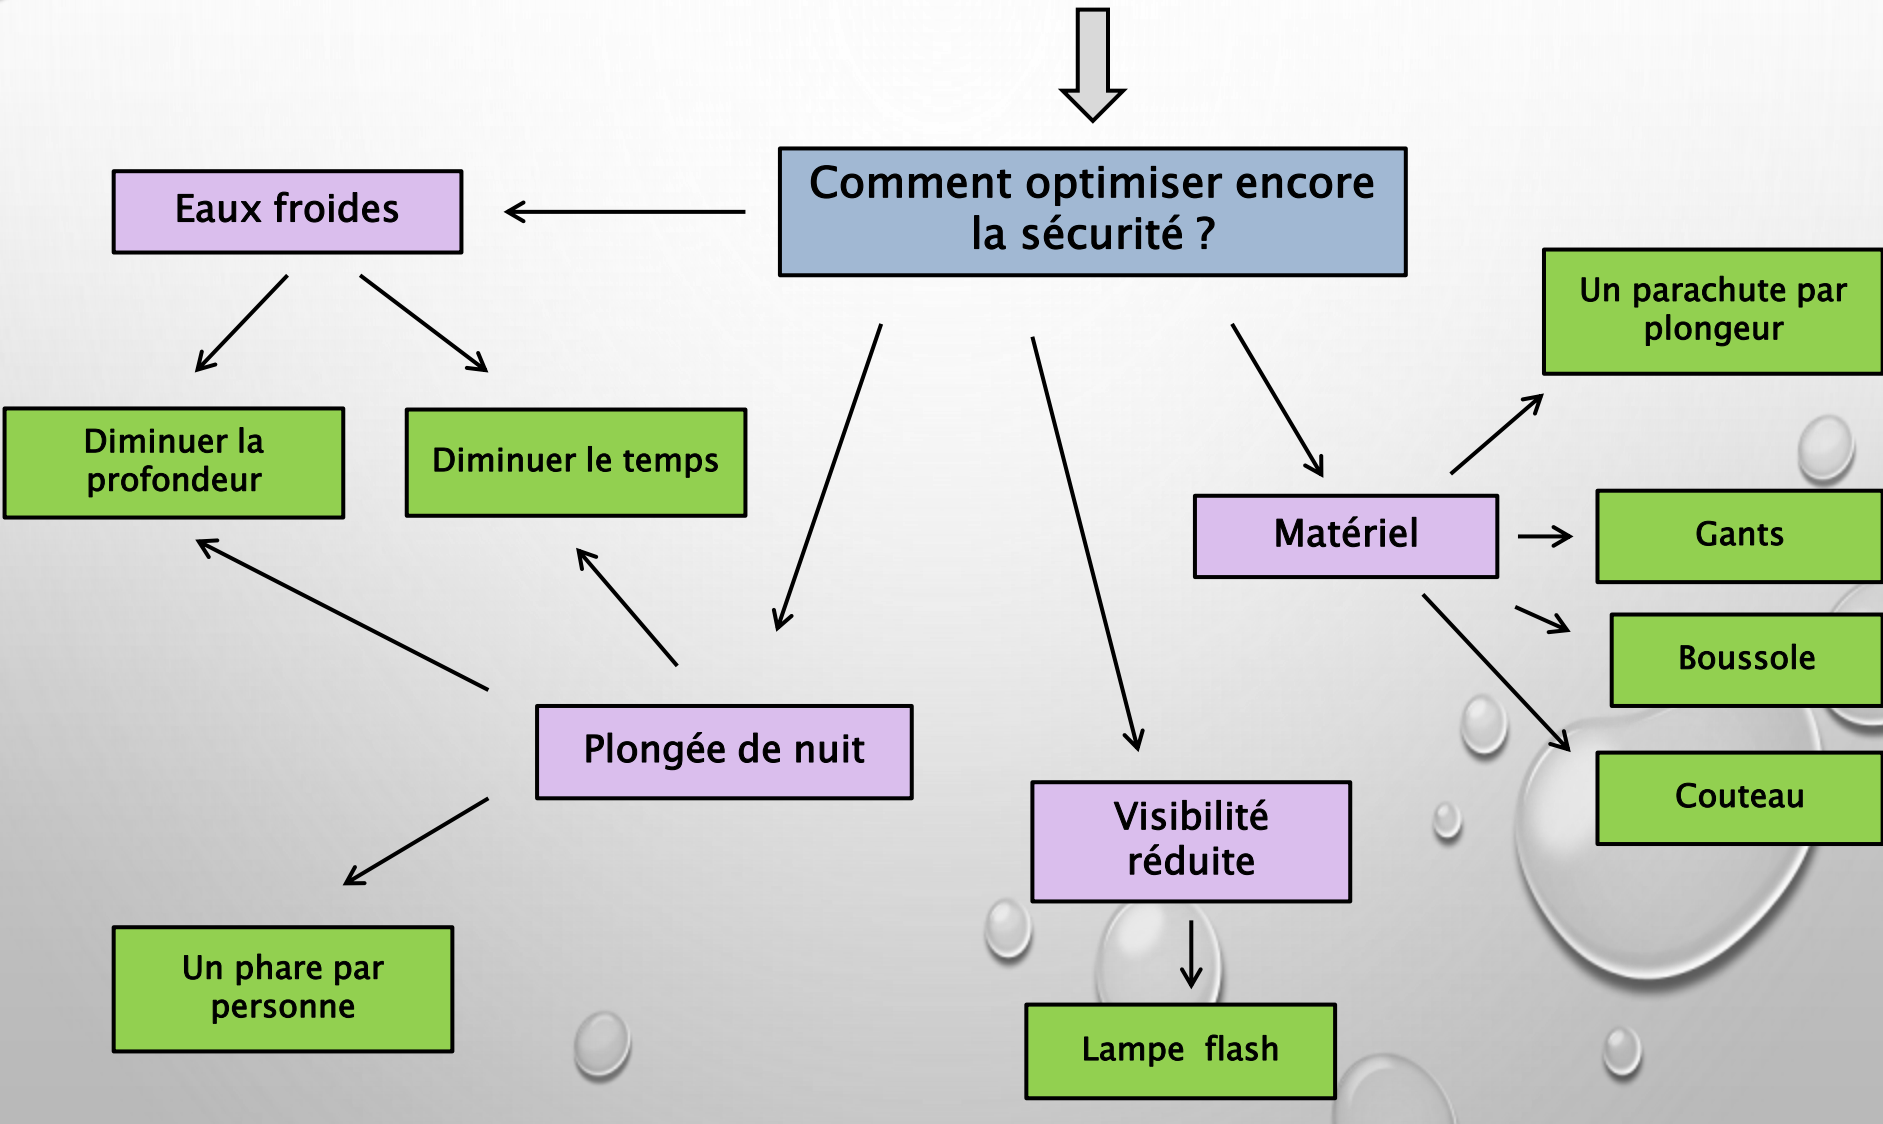 Comment optimiser encore
la sécurité ?
Eaux froides
Un parachute par
plongeur
Diminuer la
profondeur
Diminuer le temps
Matériel
Gants
Boussole
Plongée de nuit
Couteau
Visibilité
réduite
Un phare par
personne
Lampe flash